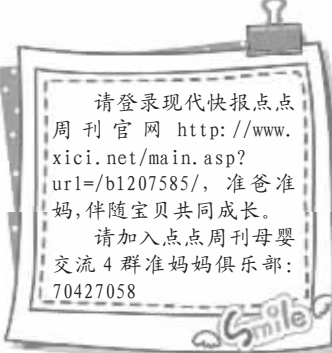 请登录现代快报点点
周刊官网 http://www.
xici.net/main.asp?
url=/b1207585/，准爸准
妈，伴随宝贝共同成长。
请加入点点周刊母婴
交流 4 群准妈妈俱乐部：
70427058
Smile